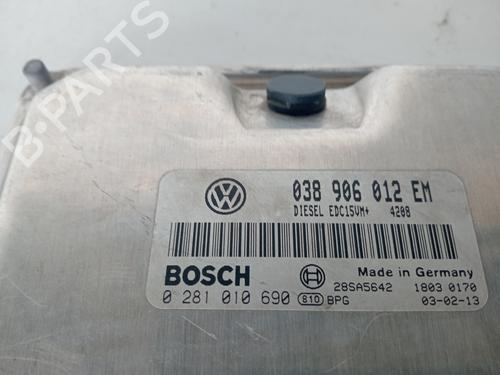 B-PARTS
038 906 012 EM
DIESEL EDC15VM+ 4208
BOSCH
Made in Germany
0 281 010 690 S10 BPG
28SA5642 1803 0170
03-02-13